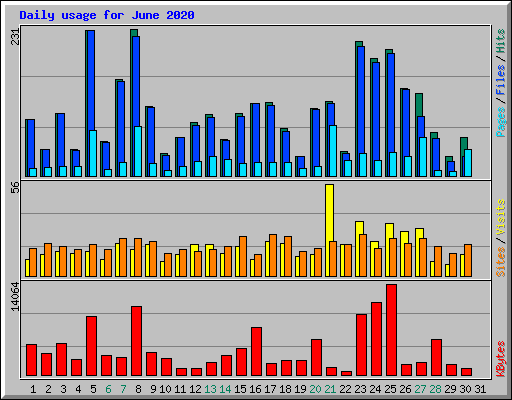 Daily usage for June 2020
231
Pages / Files / Hits
56
Sites / Visits
14064
KBytes
1 2 3 4 5 6 7 8 9 10 11 12 13 14 15 16 17 18 19 20 21 22 23 24 25 26 27 28 29 30 31